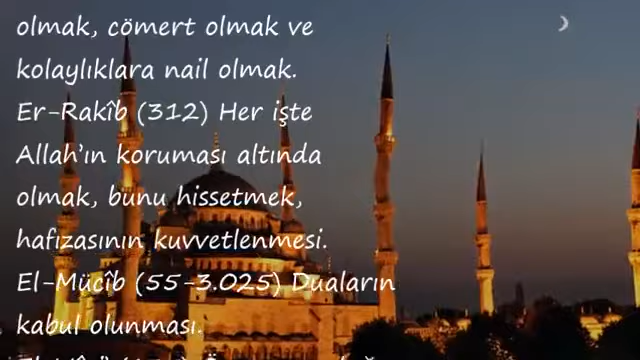 olmak, cömert olmak ve
kolaylıklara nail olmak.
Er-Rakîb (312) Her işte
Allah'ın koruması altında
olmak, bunu hissetmek,
hafızasının kuvvetlenmesi.
El-Mücîb (55-3.025) Duaların
kabul olunması.